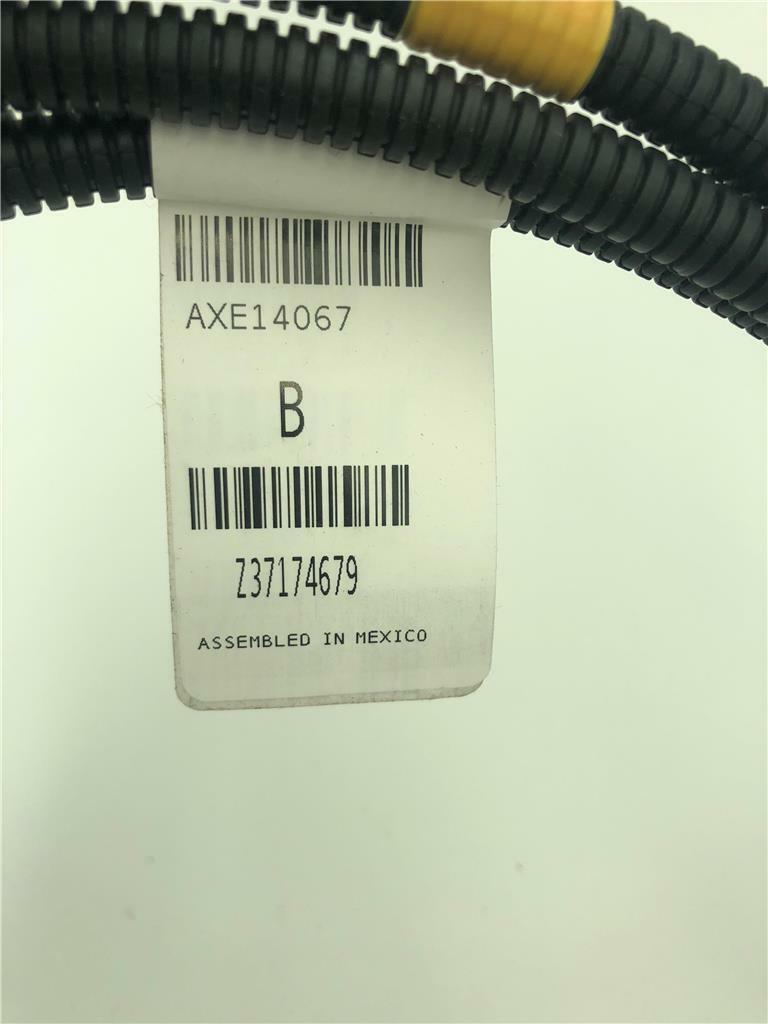 AXE14067
B
Z37174679
ASSEMBLED IN MEXICO